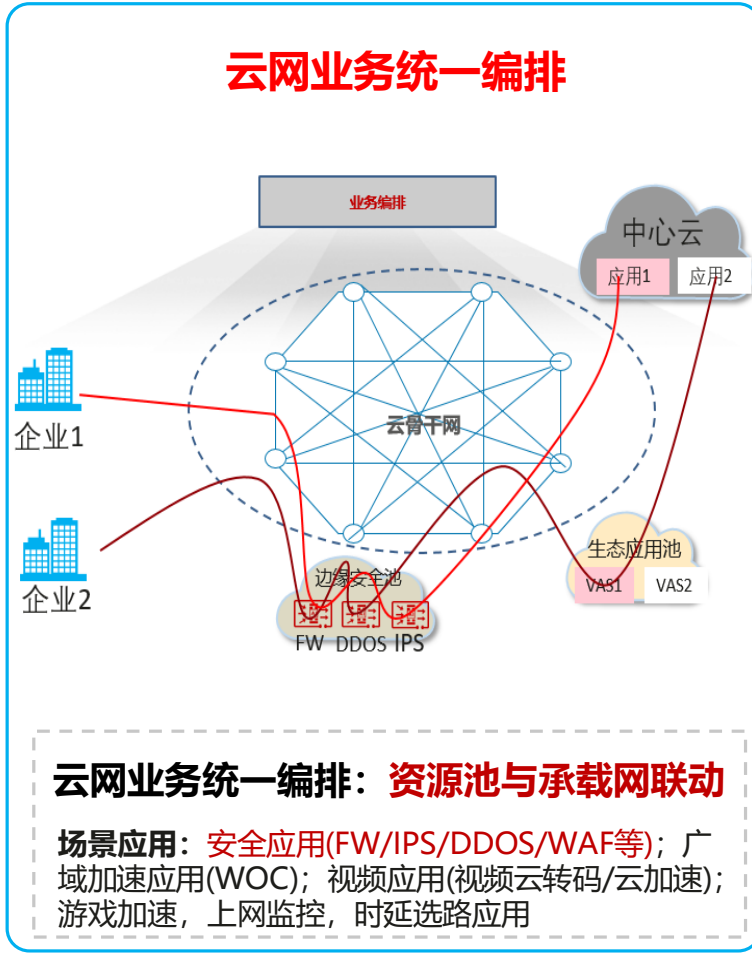 云网业务统一编排
业务编排
中心云
应用1 应用2
云骨干网
企业1
企业2
边缘安全池
FW DDOS IPS
生态应用池
VAS1 VAS2
云网业务统一编排：资源池与承载网联动
场景应用：安全应用(FW/IPS/DDOS/WAF等)；广
域加速应用(WOC)；视频应用(视频云转码/云加速)；
游戏加速，上网监控，时延选路应用